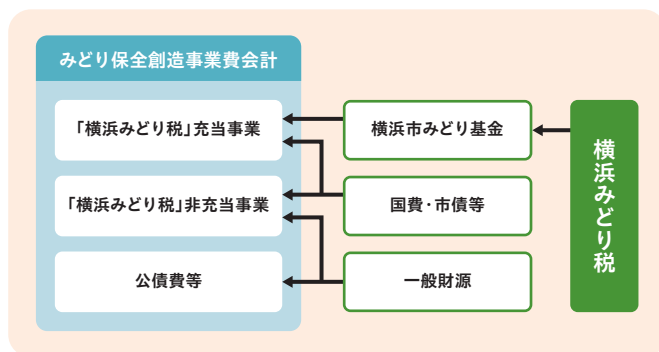 みどり保全創造事業費会計
「横浜みどり税」充当事業
横浜市みどり基金
横浜みどり税
「横浜みどり税」非充当事業
国費・市債等
公債費等
一般財源